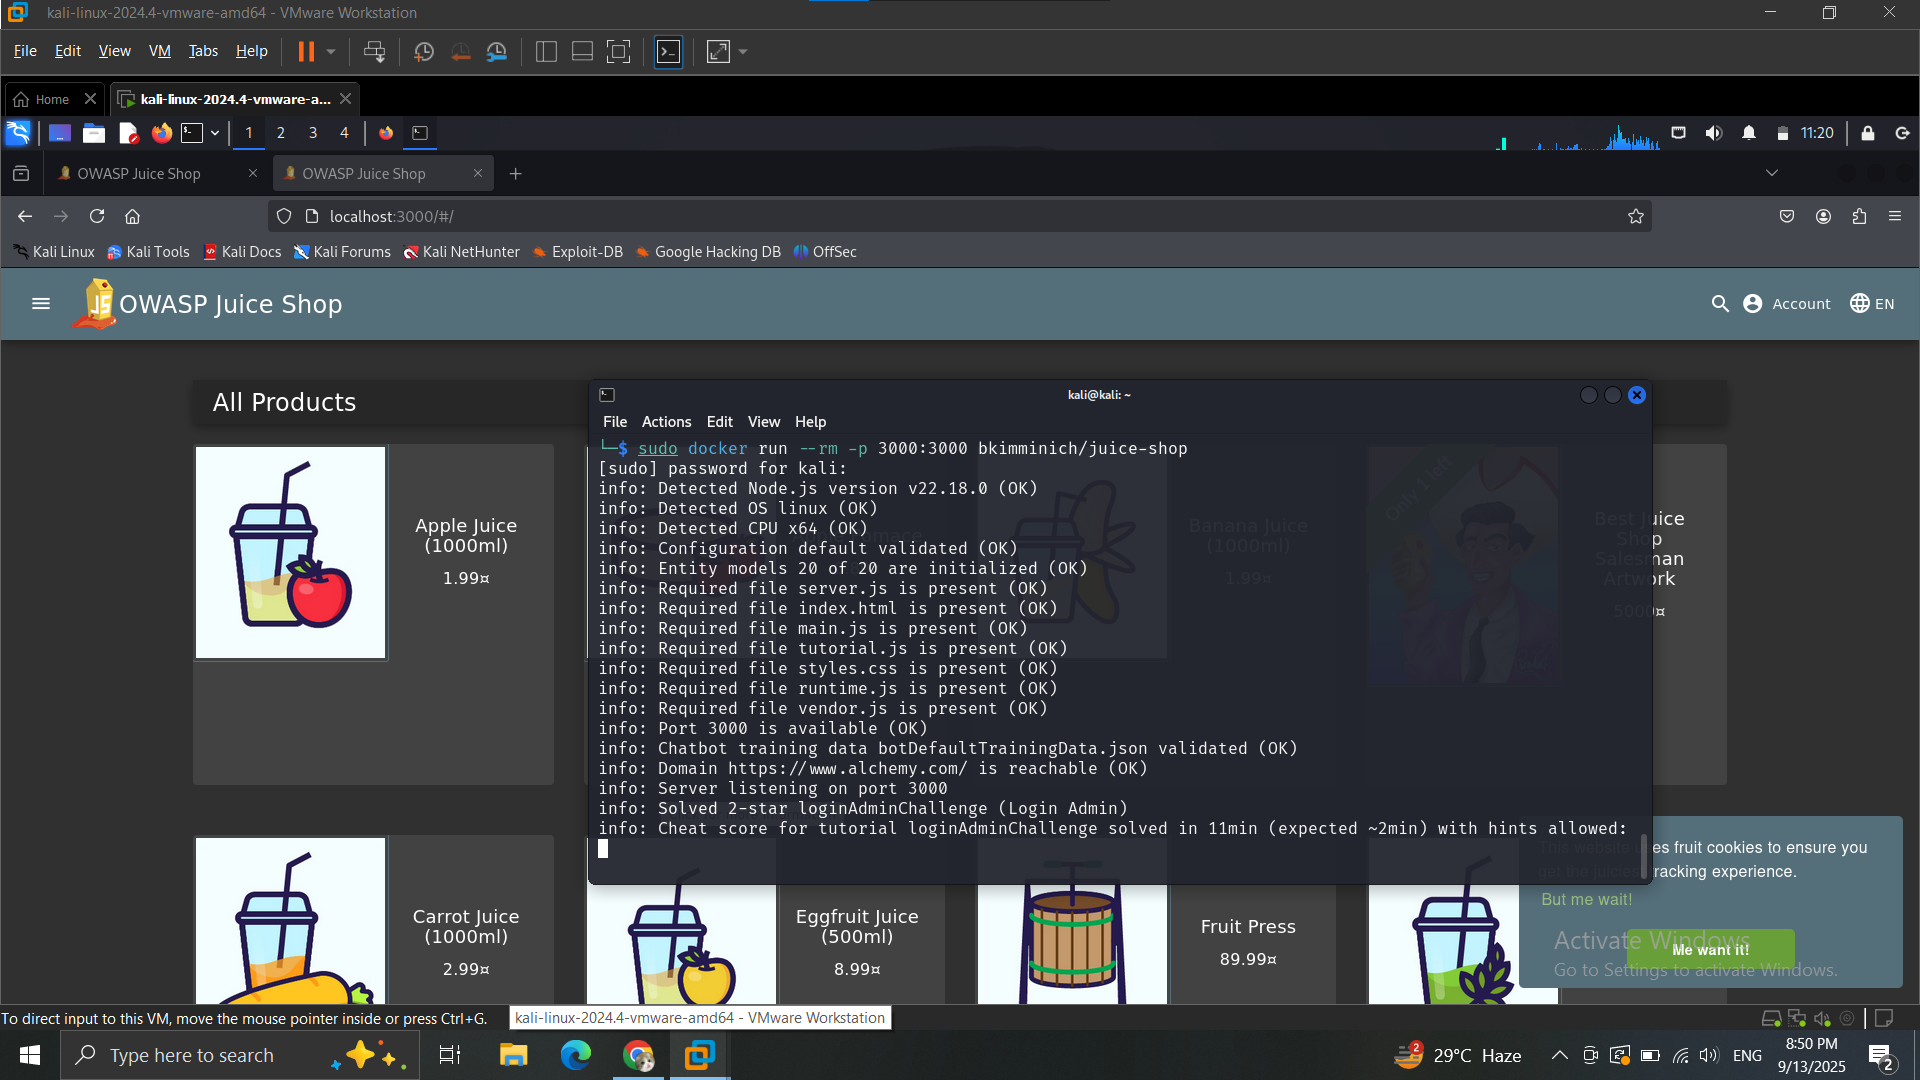 kali-linux-2024.4-vmware-amd64 - VMware Workstation
File Edit View VM Tabs Help
Home kali-linux-2024.4-vmware-a...
1 2 3 4 11:20
OWASP Juice Shop OWASP Juice Shop
localhost:3000/#/
Kali Linux Kali Tools Kali Docs Kali Forums Kali NetHunter Exploit-DB Google Hacking DB OffSec
OWASP Juice Shop Account EN
All Products
Apple Juice
(1000ml)
1.99¤
Banana Juice
(1000ml)
1.99¤
Only 1 left
Best Juice
Shop
Salesman
Artwork
5000¤
kali@kali: ~
File Actions Edit View Help
└─$ sudo docker run --rm -p 3000:3000 bkimminich/juice-shop
[sudo] password for kali:
info: Detected Node.js version v22.18.0 (OK)
info: Detected OS linux (OK)
info: Detected CPU x64 (OK)
info: Configuration default validated (OK)
info: Entity models 20 of 20 are initialized (OK)
info: Required file server.js is present (OK)
info: Required file index.html is present (OK)
info: Required file main.js is present (OK)
info: Required file tutorial.js is present (OK)
info: Required file styles.css is present (OK)
info: Required file runtime.js is present (OK)
info: Required file vendor.js is present (OK)
info: Port 3000 is available (OK)
info: Chatbot training data botDefaultTrainingData.json validated (OK)
info: Domain https://www.alchemy.com/ is reachable (OK)
info: Server listening on port 3000
info: Solved 2-star loginAdminChallenge (Login Admin)
info: Cheat score for tutorial loginAdminChallenge solved in 11min (expected ~2min) with hints allowed:
This website uses fruit cookies to ensure you
get the juiciest tracking experience.
But me wait!
Me want it!
Carrot Juice
(1000ml)
2.99¤
Eggfruit Juice
(500ml)
8.99¤
Fruit Press
89.99¤
Activate Windows
Go to Settings to activate Windows.
To direct input to this VM, move the mouse pointer inside or press Ctrl+G.
kali-linux-2024.4-vmware-amd64 - VMware Workstation
Type here to search
2
29°C Haze
ENG
8:50 PM
9/13/2025
2